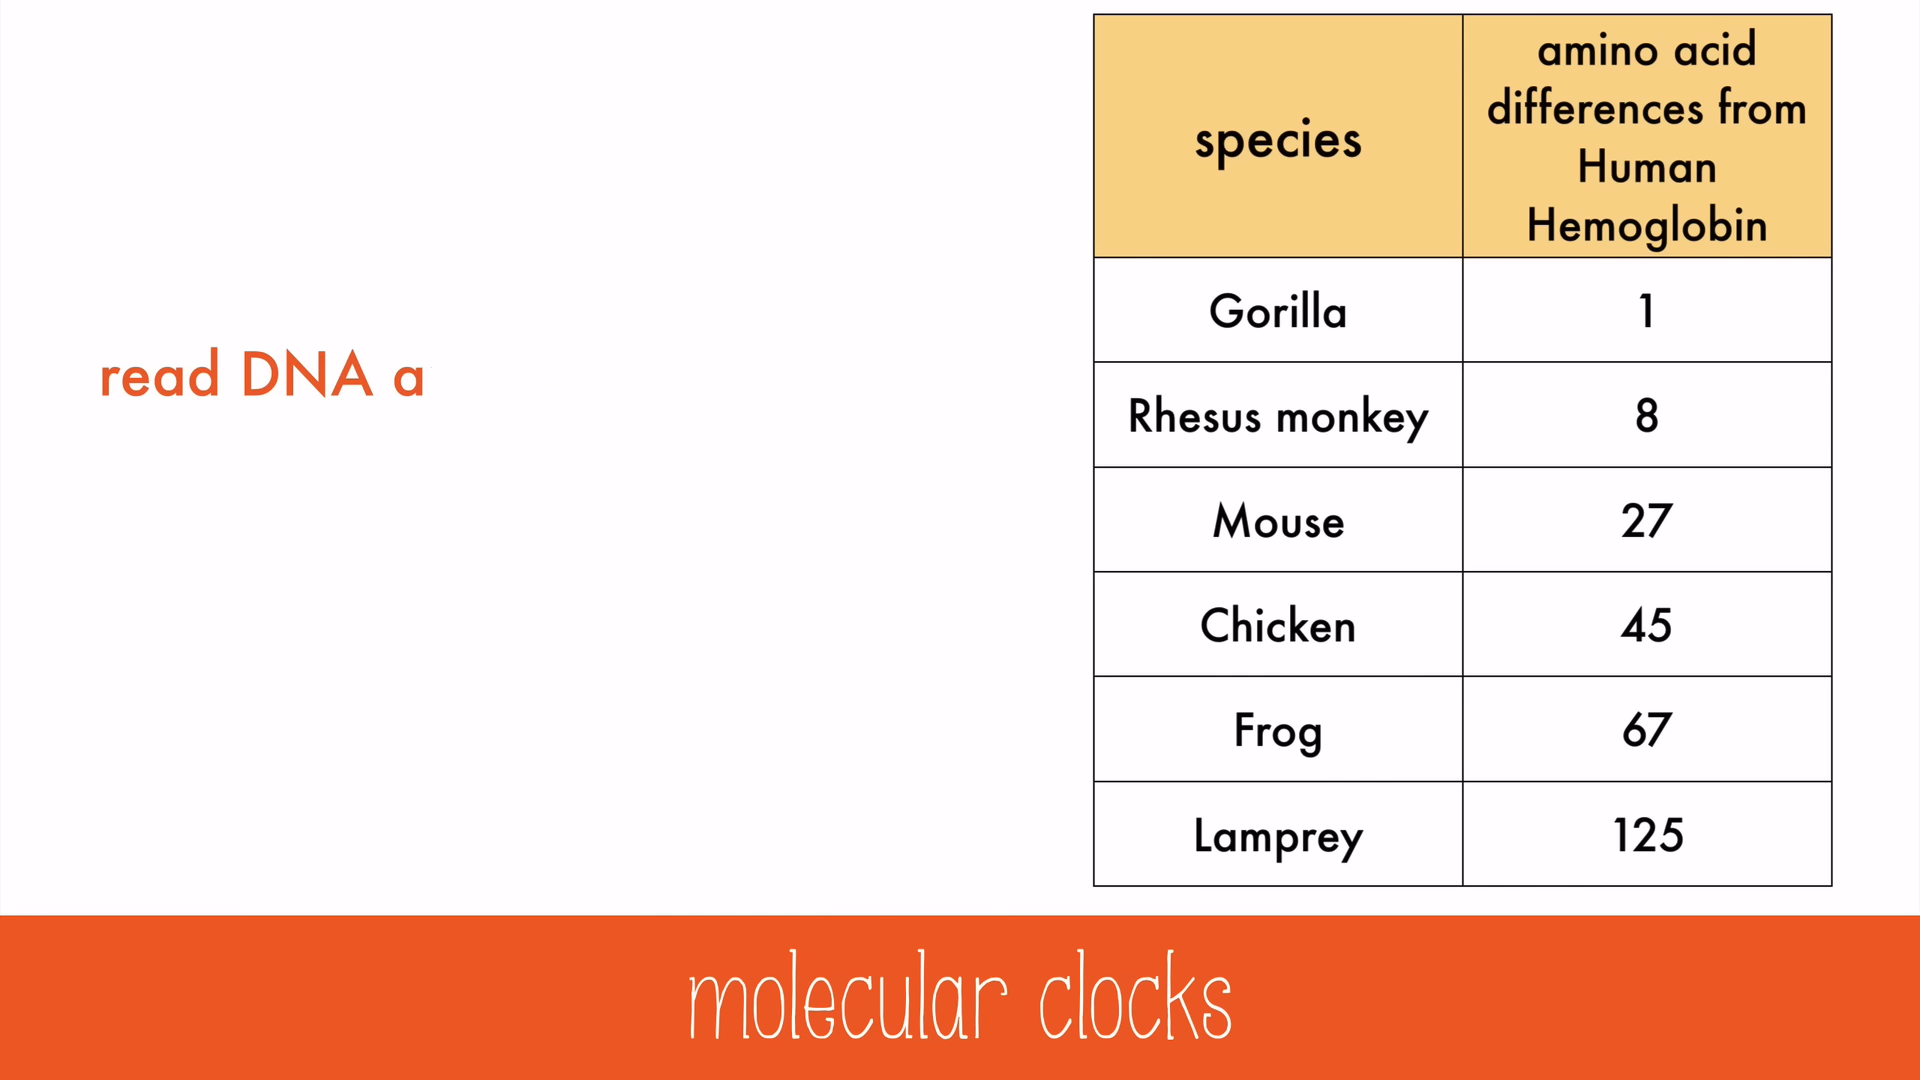 read DNA a
species
amino acid
differences from
Human
Hemoglobin
Gorilla 1
Rhesus monkey 8
Mouse 27
Chicken 45
Frog 67
Lamprey 125
molecular clocks